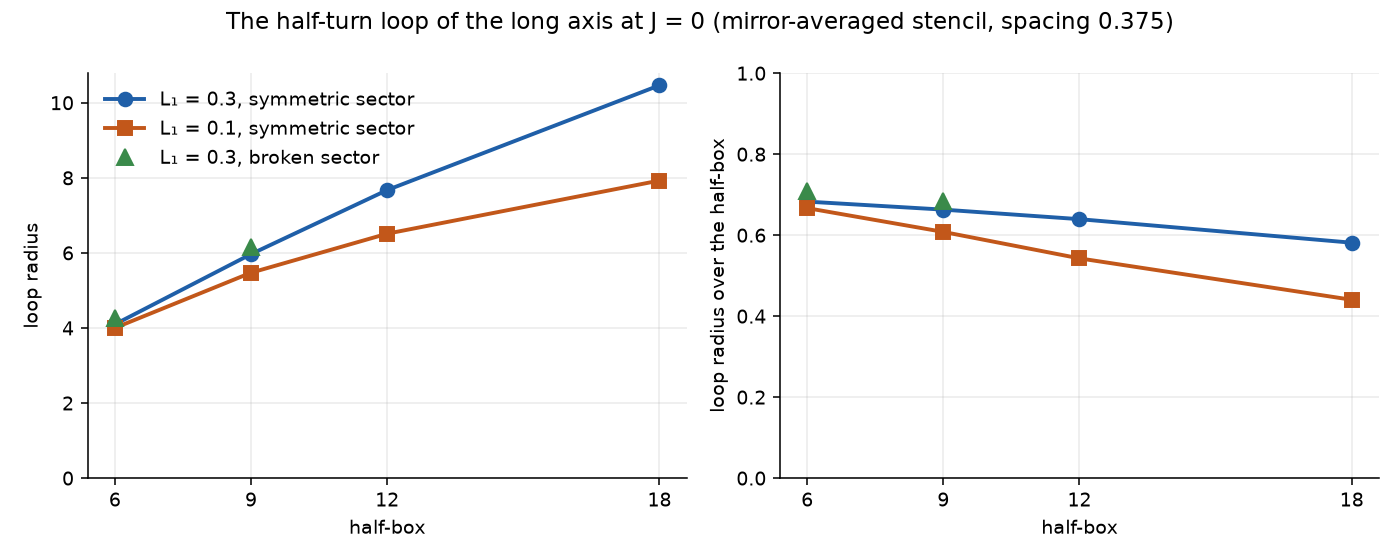 The half-turn loop of the long axis at J = 0 (mirror-averaged stencil, spacing 0.375)
L₁ = 0.3, symmetric sector
L₁ = 0.1, symmetric sector
L₁ = 0.3, broken sector
loop radius
10
8
6
4
2
0
6
9
12
18
half-box
loop radius over the half-box
1.0
0.8
0.6
0.4
0.2
0.0
6
9
12
18
half-box